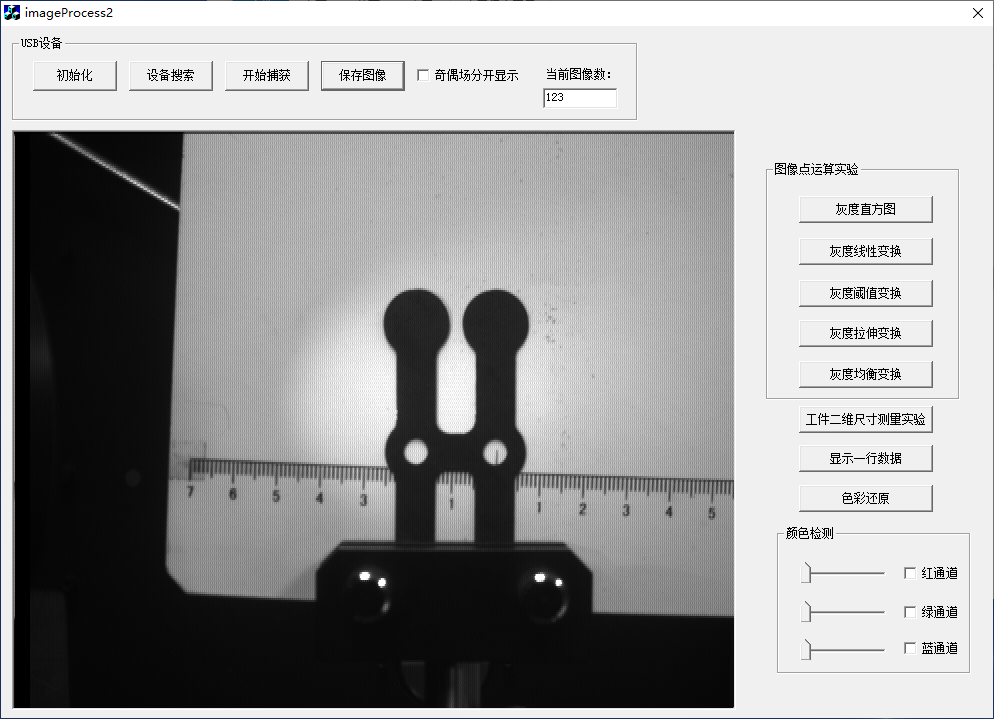 imageProcess2
USB设备
初始化
设备搜索
开始捕获
保存图像
奇偶场分开显示
当前图像数:
123
图像点运算实验
灰度直方图
灰度线性变换
灰度阈值变换
灰度拉伸变换
灰度均衡变换
工件二维尺寸测量实验
显示一行数据
色彩还原
颜色检测
红通道
绿通道
蓝通道
7 6 5 4 3 1 1 2 3 4 5